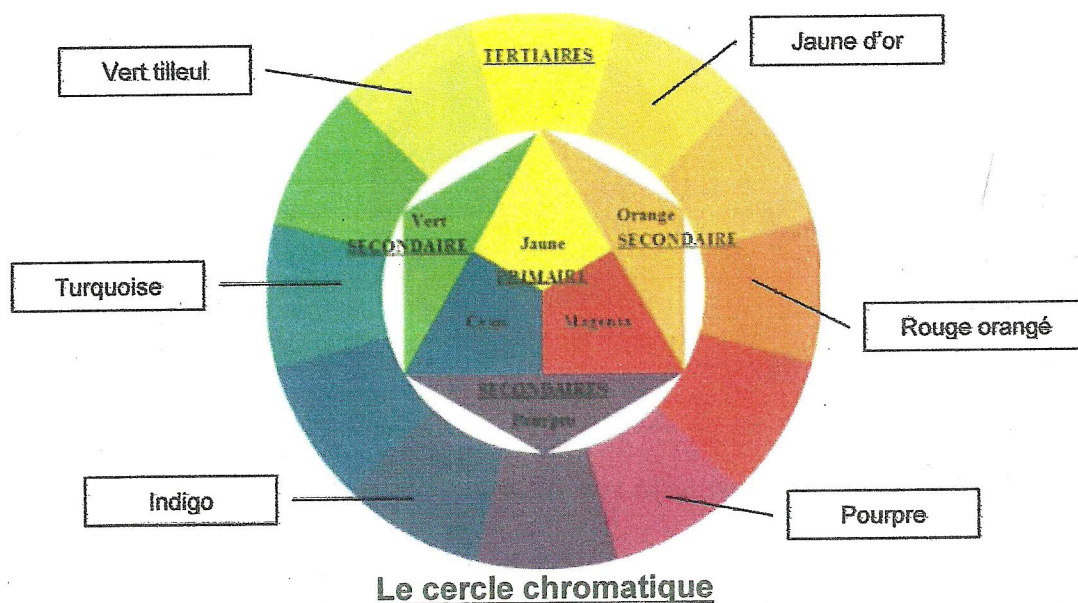 Vert tilleul
TERTIAIRES
Jaune d'or
Vert
SECONDAIRE
Orange
SECONDAIRE
Jaune
PRIMAIRE
Turquoise
Cyan
Magenta
Rouge orangé
SECONDAIRES
Pourpre
Indigo
Pourpre
Le cercle chromatique